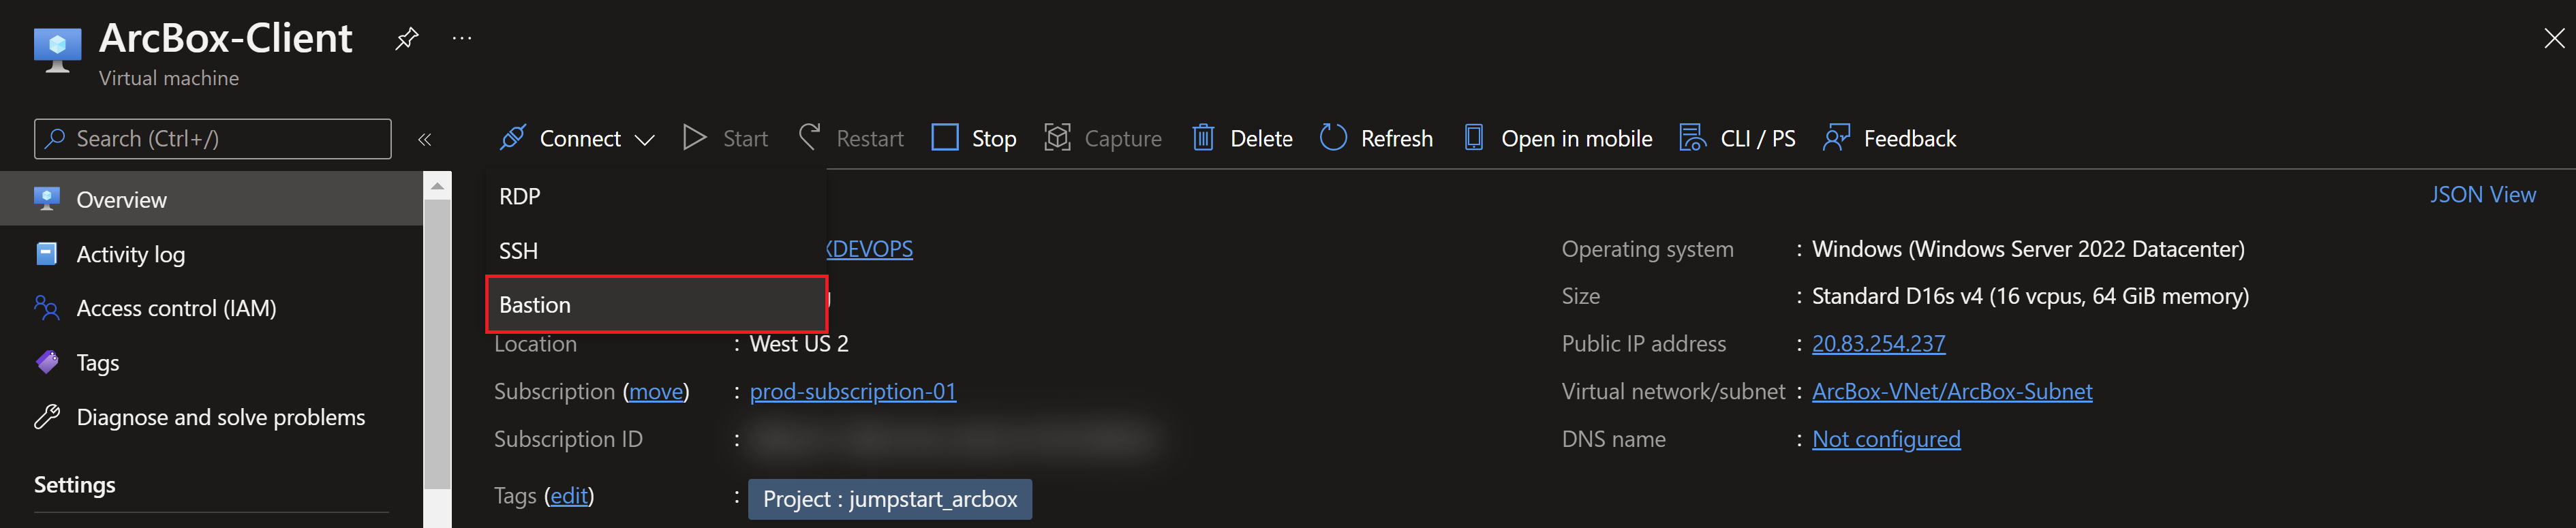 ArcBox-Client
Virtual machine
Search (Ctrl+/)
Connect
Start
Restart
Stop
Capture
Delete
Refresh
Open in mobile
CLI / PS
Feedback
Overview
Activity log
Access control (IAM)
Tags
Diagnose and solve problems
Settings
RDP
SSH
Bastion
JSON View
XDEVOPS
Location : West US 2
Subscription (move) : prod-subscription-01
Subscription ID :
Tags (edit) : Project : jumpstart_arcbox
Operating system : Windows (Windows Server 2022 Datacenter)
Size : Standard D16s v4 (16 vcpus, 64 GiB memory)
Public IP address : 20.83.254.237
Virtual network/subnet : ArcBox-VNet/ArcBox-Subnet
DNS name : Not configured